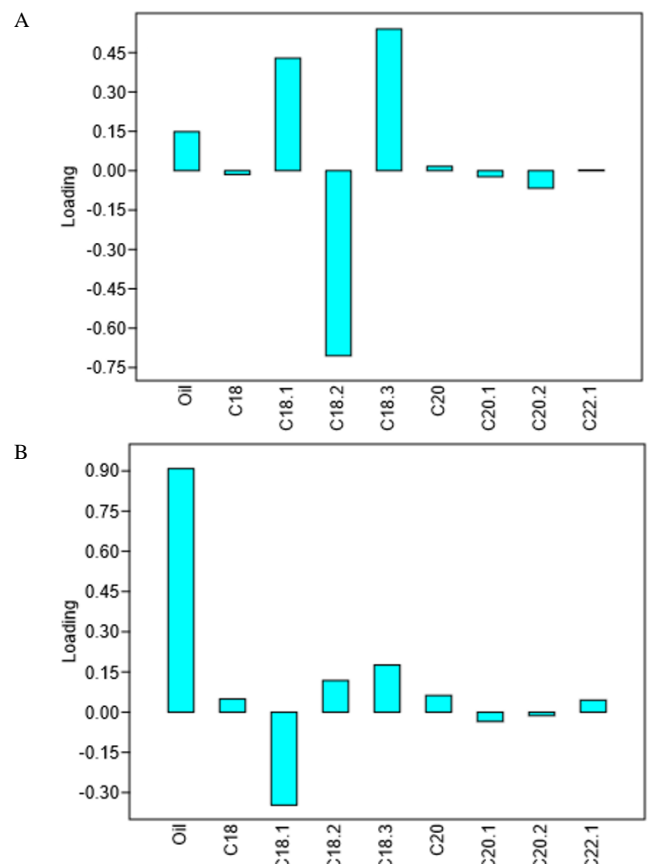 A
0.45
0.30
0.15
0.00
-0.15
-0.30
-0.45
-0.60
-0.75
Loading
Oil
C18
C18.1
C18.2
C18.3
C20
C20.1
C20.2
C22.1
B
0.90
0.75
0.60
0.45
0.30
0.15
0.00
-0.15
-0.30
Loading
Oil
C18
C18.1
C18.2
C18.3
C20
C20.1
C20.2
C22.1